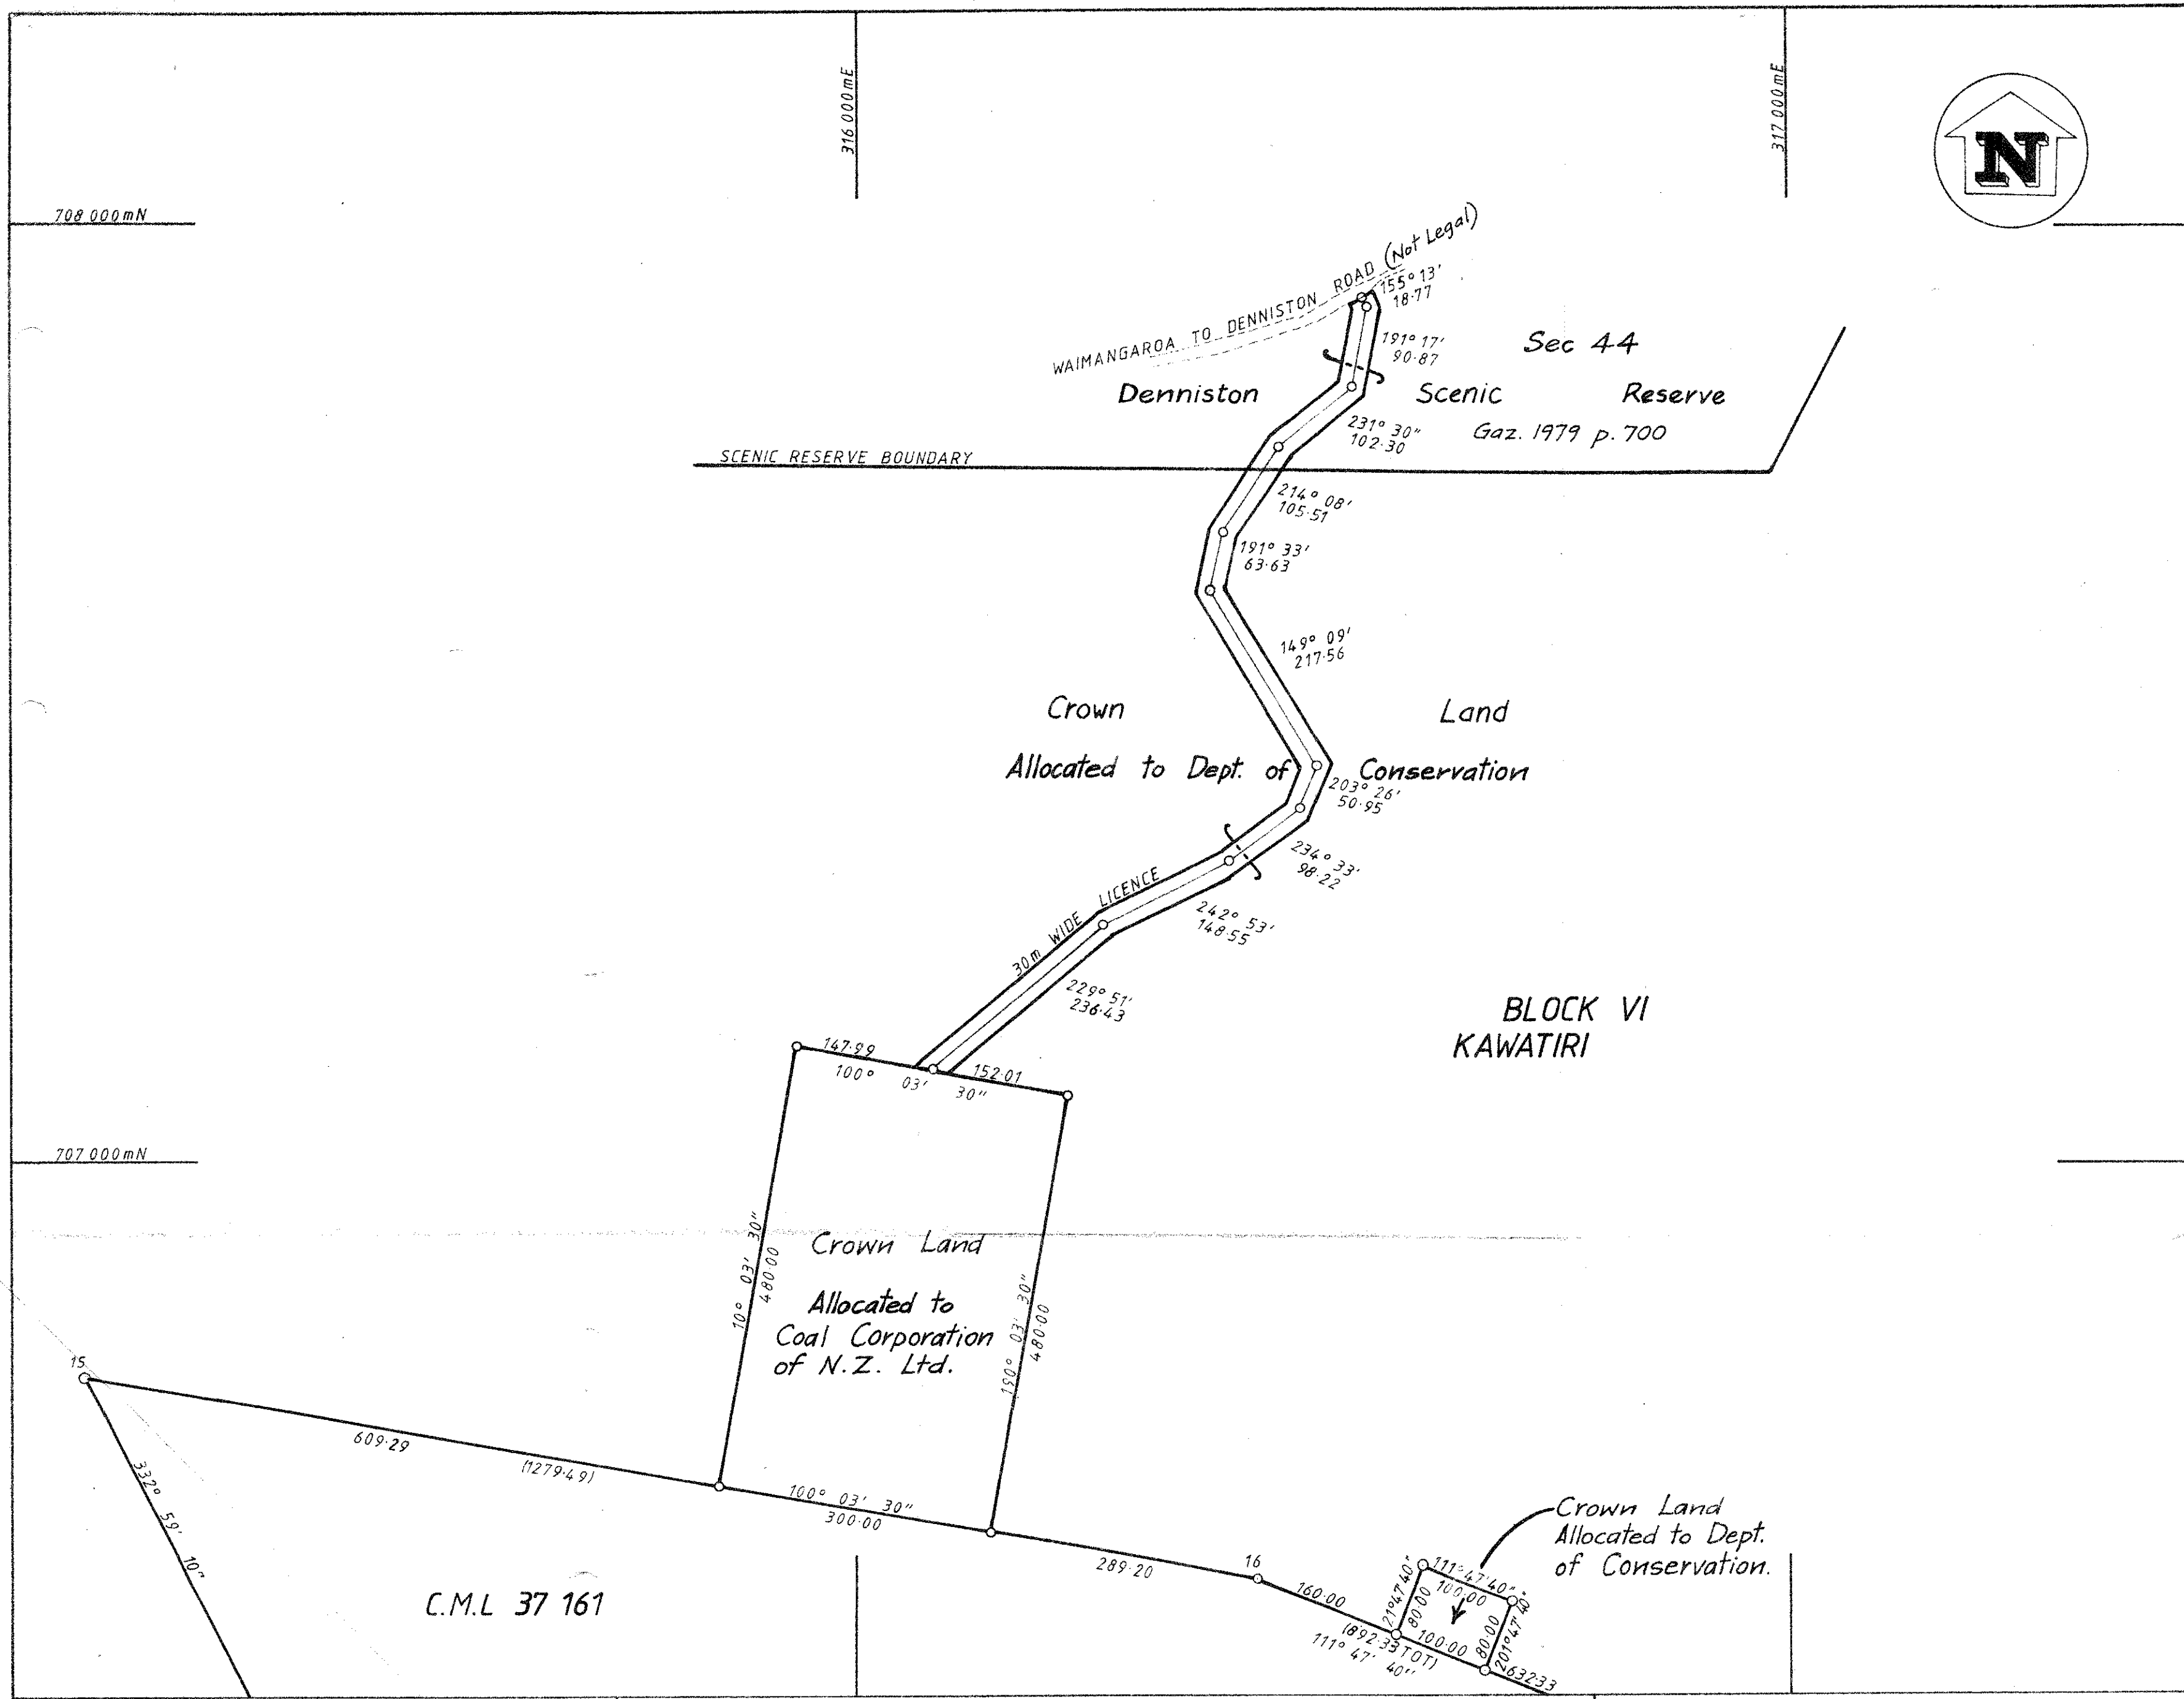 316 000mE
317 000mE
N
708 000mN
WAIMANGAROA TO DENNISTON ROAD (Not Legal)
155° 13'
18·77
191° 17'
90·87
Sec 44
Denniston Scenic Reserve
Gaz. 1979 p. 700
231° 30"
102·30
SCENIC RESERVE BOUNDARY
214° 08'
105·51
191° 33'
63·63
149° 09'
217·56
Crown Land
Allocated to Dept. of Conservation
203° 26'
50·95
234° 33'
98·22
30m WIDE LICENCE
242° 53'
148·55
229° 51'
236·43
BLOCK VI
KAWATIRI
147·99
152·01
100° 03' 30"
707 000mN
10° 03' 30"
480·00
Crown Land
Allocated to
Coal Corporation
of N.Z. Ltd.
190° 03' 30"
480·00
15
609·29
(1279·49)
332° 59' 10"
100° 03' 30"
300·00
289·20
16
160·00
(892·33 TOT)
111° 47' 40"
21°47'40"
80·00
111°47'40"
100·00
100·00
80·00
201°47'40"
632·33
Crown Land
Allocated to Dept.
of Conservation.
C.M.L 37 161